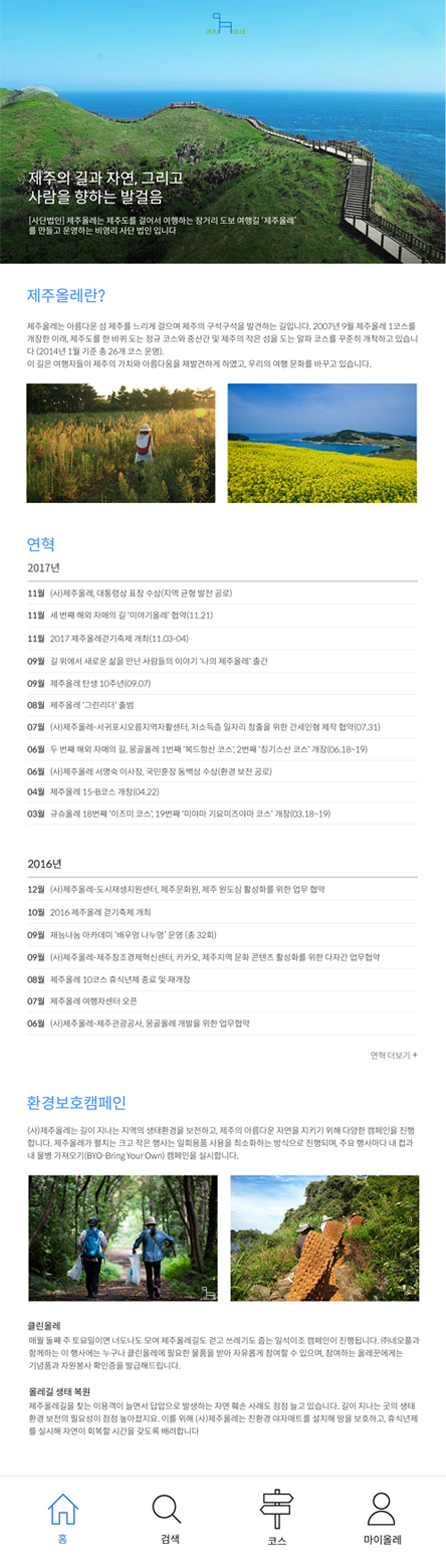 JEJU OLLE
제주의 길과 자연, 그리고
사람을 향하는 발걸음
[사단법인] 제주올레는 제주도를 걸어서 여행하는 장거리 도보 여행길 '제주올레'
를 만들고 운영하는 비영리 사단 법인 입니다
제주올레란?
제주올레는 아름다운 섬 제주를 느리게 걸으며 제주의 구석구석을 발견하는 길입니다. 2007년 9월 제주올레 1코스를
개장한 이래, 제주도를 한 바퀴 도는 정규 코스와 중산간 및 제주의 작은 섬을 도는 알파 코스를 꾸준히 개척하고 있습니
다 (2014년 1월 기준 총 26개 코스 운영).
이 길은 여행자들이 제주의 가치와 아름다움을 재발견하게 하였고, 우리의 여행 문화를 바꾸고 있습니다.
연혁
2017년
11월 (사)제주올레, 대통령상 표창 수상(지역 균형 발전 공로)
11월 세 번째 해외 자매의 길 '미야기올레' 협약(11.21)
11월 2017 제주올레걷기축제 개최(11.03-04)
09월 길 위에서 새로운 삶을 만난 사람들의 이야기 '나의 제주올레' 출간
09월 제주올레 탄생 10주년(09.07)
08월 제주올레 '그린리더' 출범
07월 (사)제주올레-서귀포시오름지역자활센터, 저소득층 일자리 창출을 위한 간세인형 제작 협약(07.31)
06월 두 번째 해외 자매의 길, 몽골올레 1번째 '복드항산 코스', 2번째 '칭기스산 코스' 개장(06.18~19)
06월 (사)제주올레 서명숙 이사장, 국민훈장 동백상 수상(환경 보전 공로)
04월 제주올레 15-B코스 개장(04.22)
03월 규슈올레 18번째 '이즈미 코스', 19번째 '미야마 기요미즈야마 코스' 개장(03.18~19)
2016년
12월 (사)제주올레-도시재생지원센터, 제주문화원, 제주 원도심 활성화를 위한 업무 협약
10월 2016 제주올레 걷기축제 개최
09월 재능나눔 아카데미 '배우멍 나누멍' 운영 (총 32회)
09월 (사)제주올레-제주창조경제혁신센터, 카카오, 제주지역 문화 콘텐츠 활성화를 위한 다자간 업무협약
08월 제주올레 10코스 휴식년제 종료 및 재개장
07월 제주올레 여행자센터 오픈
06월 (사)제주올레-제주관광공사, 몽골올레 개발을 위한 업무협약
연혁 더보기 +
환경보호캠페인
(사)제주올레는 길이 지나는 지역의 생태환경을 보전하고, 제주의 아름다운 자연을 지키기 위해 다양한 캠페인을 진행
합니다. 제주올레가 펼치는 크고 작은 행사는 일회용품 사용을 최소화하는 방식으로 진행되며, 주요 행사마다 내 컵과
내 물병 가져오기(BYO-Bring Your Own) 캠페인을 실시합니다.
클린올레
매월 둘째 주 토요일이면 너도나도 모여 제주올레길도 걷고 쓰레기도 줍는 일석이조 캠페인이 진행됩니다. ㈜네오플과
함께하는 이 행사에는 누구나 클린올레에 필요한 물품을 받아 자유롭게 참여할 수 있으며, 참여하는 올레꾼에게는
기념품과 자원봉사 확인증을 발급해드립니다.
올레길 생태 복원
제주올레길을 찾는 이용객이 늘면서 답압으로 발생하는 자연 훼손 사례도 점점 늘고 있습니다. 길이 지나는 곳의 생태
환경 보전의 필요성이 점점 높아졌지요. 이를 위해 (사)제주올레는 친환경 야자매트를 설치해 땅을 보호하고, 휴식년제
를 실시해 자연이 회복할 시간을 갖도록 배려합니다
홈
검색
코스
마이올레